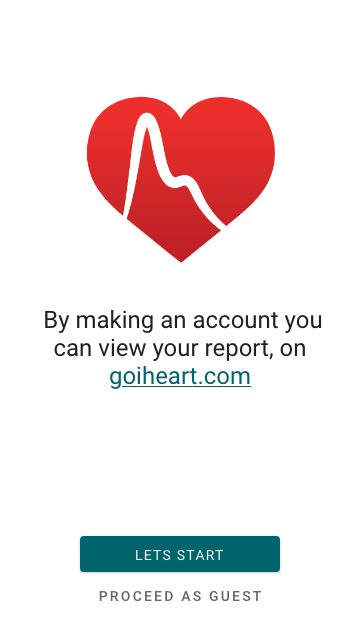 By making an account you
can view your report, on
goiheart.com
LETS START
PROCEED AS GUEST